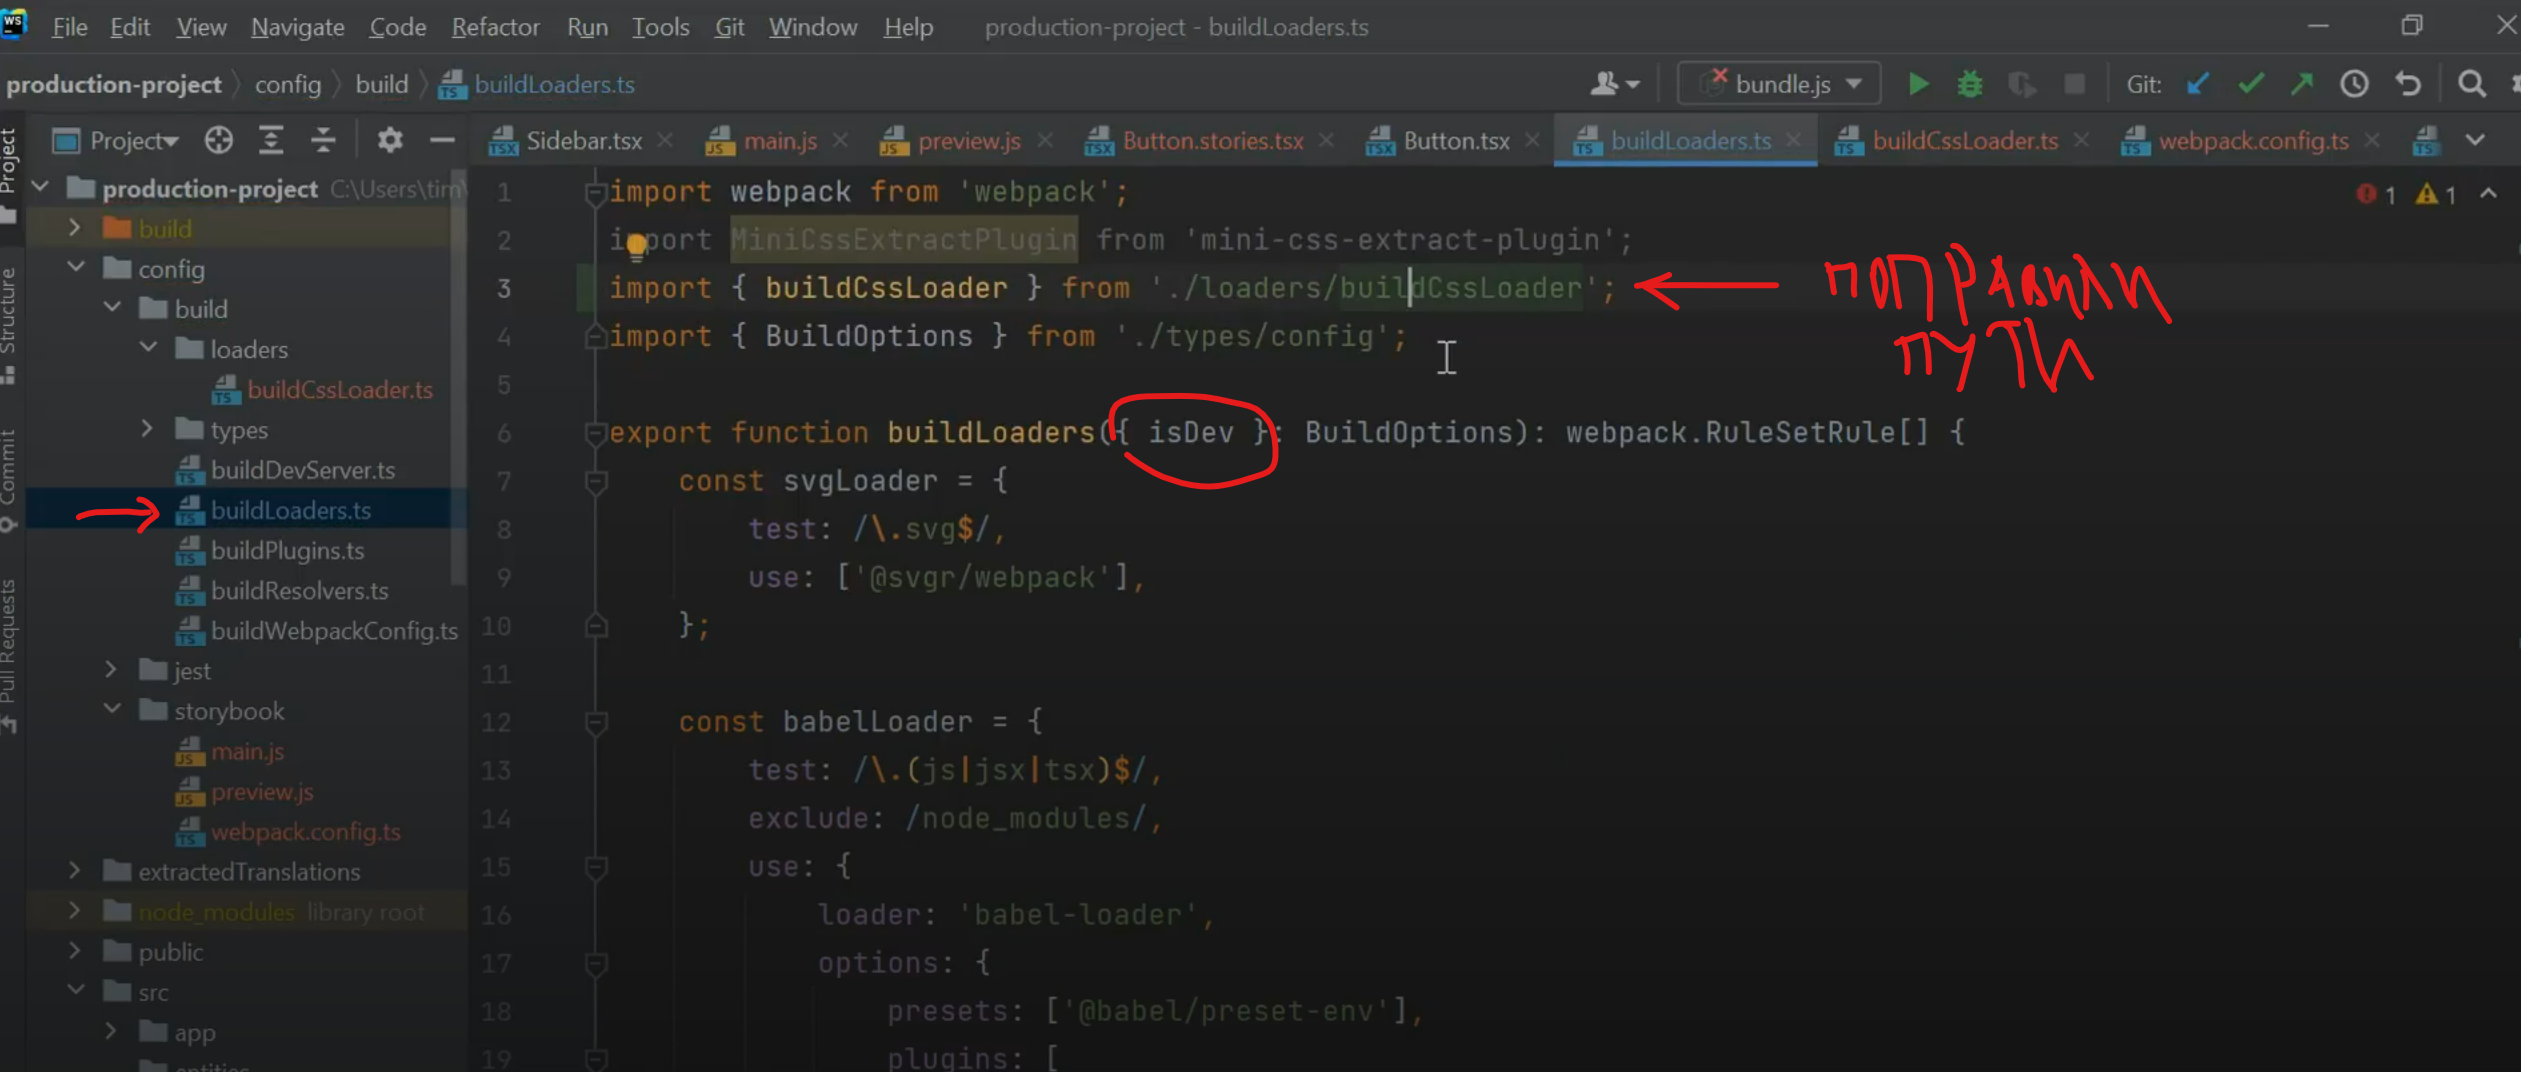 File Edit View Navigate Code Refactor Run Tools Git Window Help production-project - buildLoaders.ts
production-project config build buildLoaders.ts bundle.js Git:
Project Sidebar.tsx main.js preview.js Button.stories.tsx Button.tsx buildLoaders.ts buildCssLoader.ts webpack.config.ts
Project
Structure
Commit
Pull Requests
production-project C:\Users\tim\
build
config
build
loaders
buildCssLoader.ts
types
buildDevServer.ts
buildLoaders.ts
buildPlugins.ts
buildResolvers.ts
buildWebpackConfig.ts
jest
storybook
main.js
preview.js
webpack.config.ts
extractedTranslations
node_modules library root
public
src
app
entities
1 1
1 import webpack from 'webpack';
2 import MiniCssExtractPlugin from 'mini-css-extract-plugin';
3 import { buildCssLoader } from './loaders/buildCssLoader';
4 import { BuildOptions } from './types/config';
5
6 export function buildLoaders({ isDev }: BuildOptions): webpack.RuleSetRule[] {
7 const svgLoader = {
8 test: /\.svg$/,
9 use: ['@svgr/webpack'],
10 };
11
12 const babelLoader = {
13 test: /\.(js|jsx|tsx)$/,
14 exclude: /node_modules/,
15 use: {
16 loader: 'babel-loader',
17 options: {
18 presets: ['@babel/preset-env'],
19 plugins: [
ПОПРАВИЛИ
ПУТИ